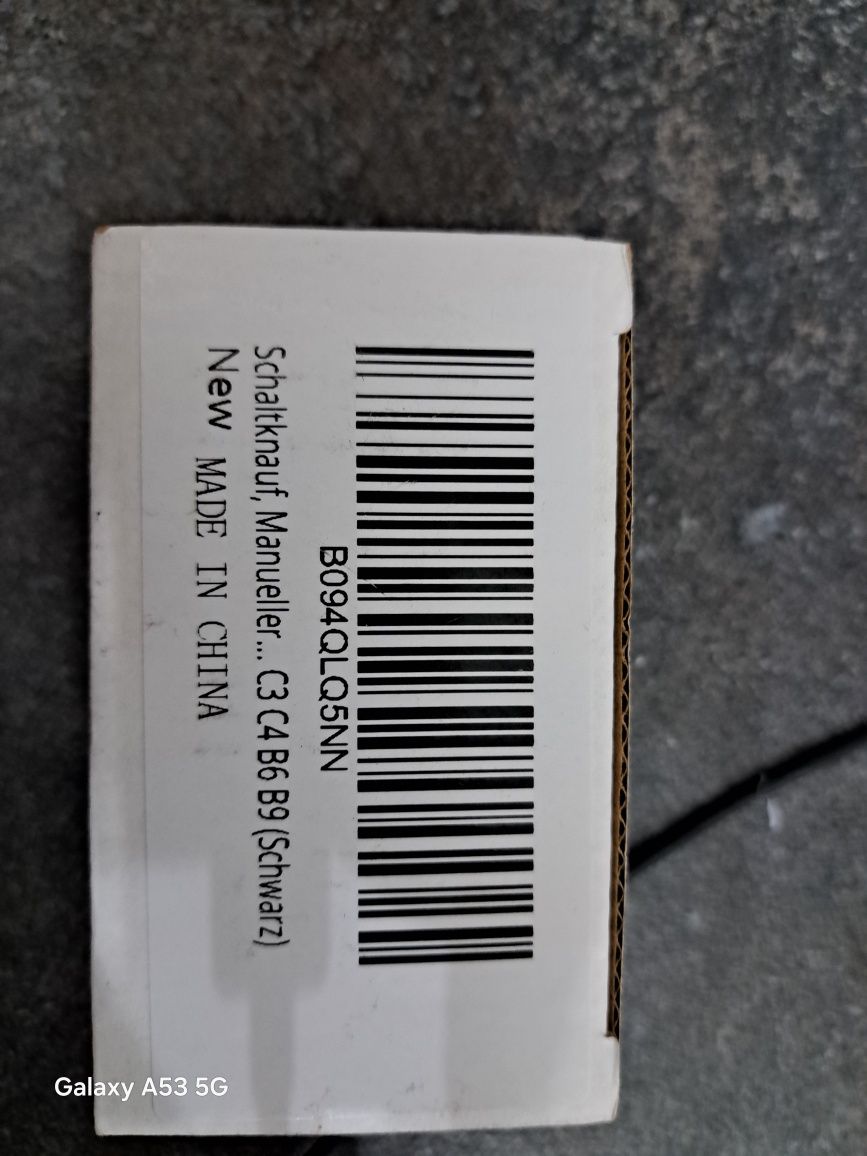 B094QLQ5NN
Schaltknauf, Manueller... C3 C4 B6 B9 (Schwarz)
New MADE IN CHINA
Galaxy A53 5G